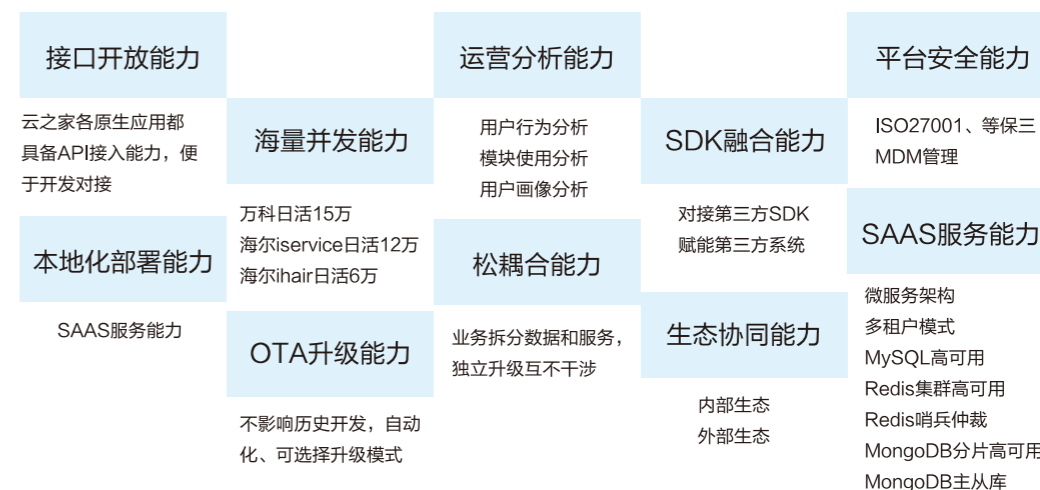 接口开放能力
云之家各原生应用都
具备API接入能力，便
于开发对接
本地化部署能力
SAAS服务能力
海量并发能力
万科日活15万
海尔iservice日活12万
海尔ihair日活6万
OTA升级能力
不影响历史开发，自动
化、可选择升级模式
运营分析能力
用户行为分析
模块使用分析
用户画像分析
松耦合能力
业务拆分数据和服务，
独立升级互不干涉
SDK融合能力
对接第三方SDK
赋能第三方系统
生态协同能力
内部生态
外部生态
平台安全能力
ISO27001、等保三
MDM管理
SAAS服务能力
微服务架构
多租户模式
MySQL高可用
Redis集群高可用
Redis哨兵仲裁
MongoDB分片高可用
MongoDB主从库